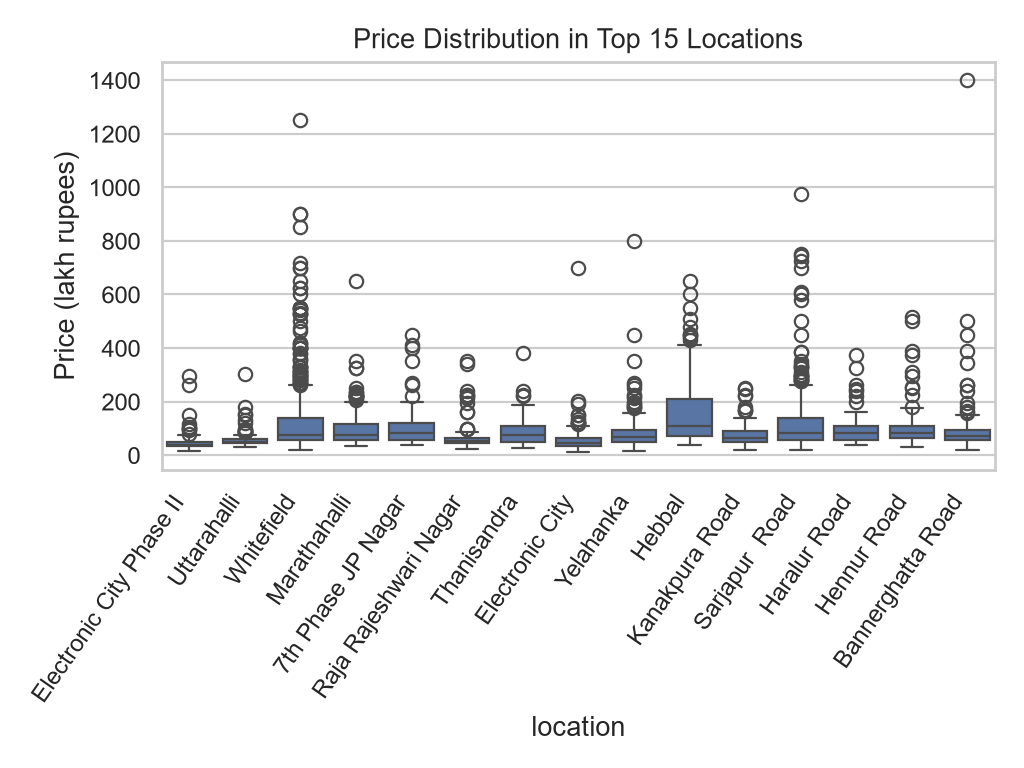 Price Distribution in Top 15 Locations
Price (lakh rupees)
1400
1200
1000
800
600
400
200
0
Electronic City Phase II
Uttarahalli
Whitefield
Marathahalli
7th Phase JP Nagar
Raja Rajeshwari Nagar
Thanisandra
Electronic City
Yelahanka
Hebbal
Kanakpura Road
Sarjapur  Road
Haralur Road
Hennur Road
Bannerghatta Road
location